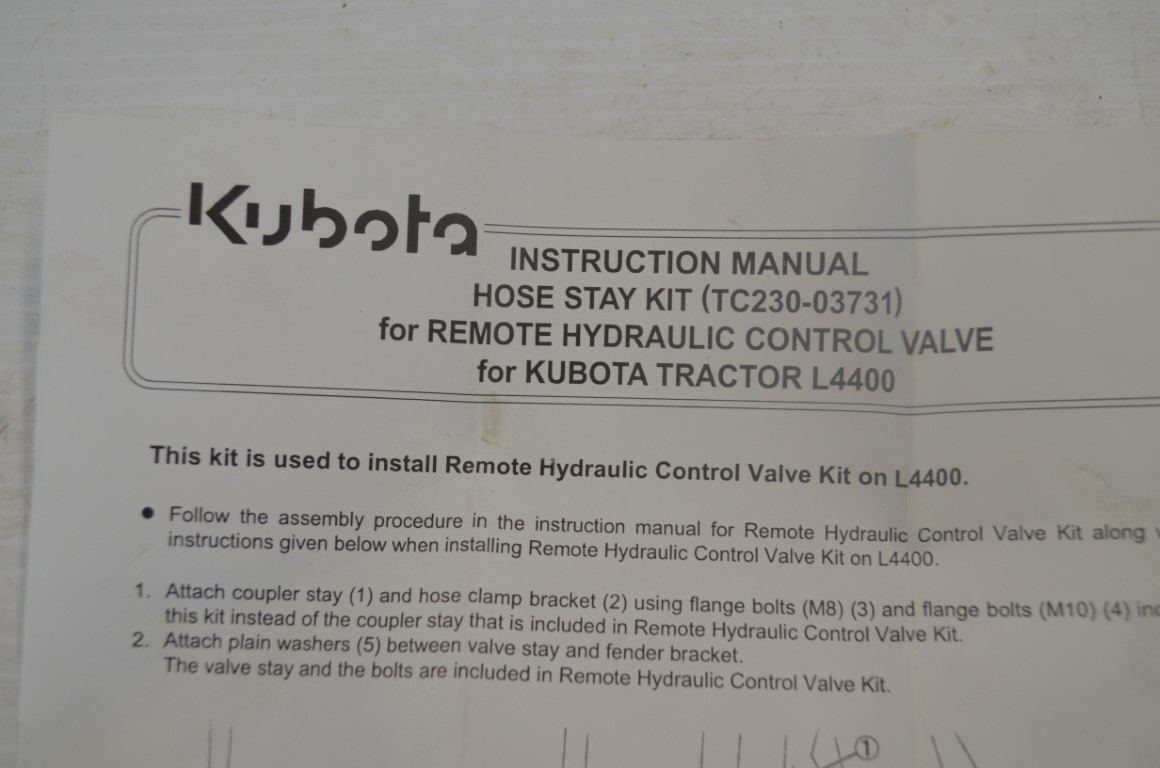 Kubota
INSTRUCTION MANUAL
HOSE STAY KIT (TC230-03731)
for REMOTE HYDRAULIC CONTROL VALVE
for KUBOTA TRACTOR L4400
This kit is used to install Remote Hydraulic Control Valve Kit on L4400.
● Follow the assembly procedure in the instruction manual for Remote Hydraulic Control Valve Kit along
instructions given below when installing Remote Hydraulic Control Valve Kit on L4400.
1. Attach coupler stay (1) and hose clamp bracket (2) using flange bolts (M8) (3) and flange bolts (M10) (4)
this kit instead of the coupler stay that is included in Remote Hydraulic Control Valve Kit.
2. Attach plain washers (5) between valve stay and fender bracket.
The valve stay and the bolts are included in Remote Hydraulic Control Valve Kit.
①